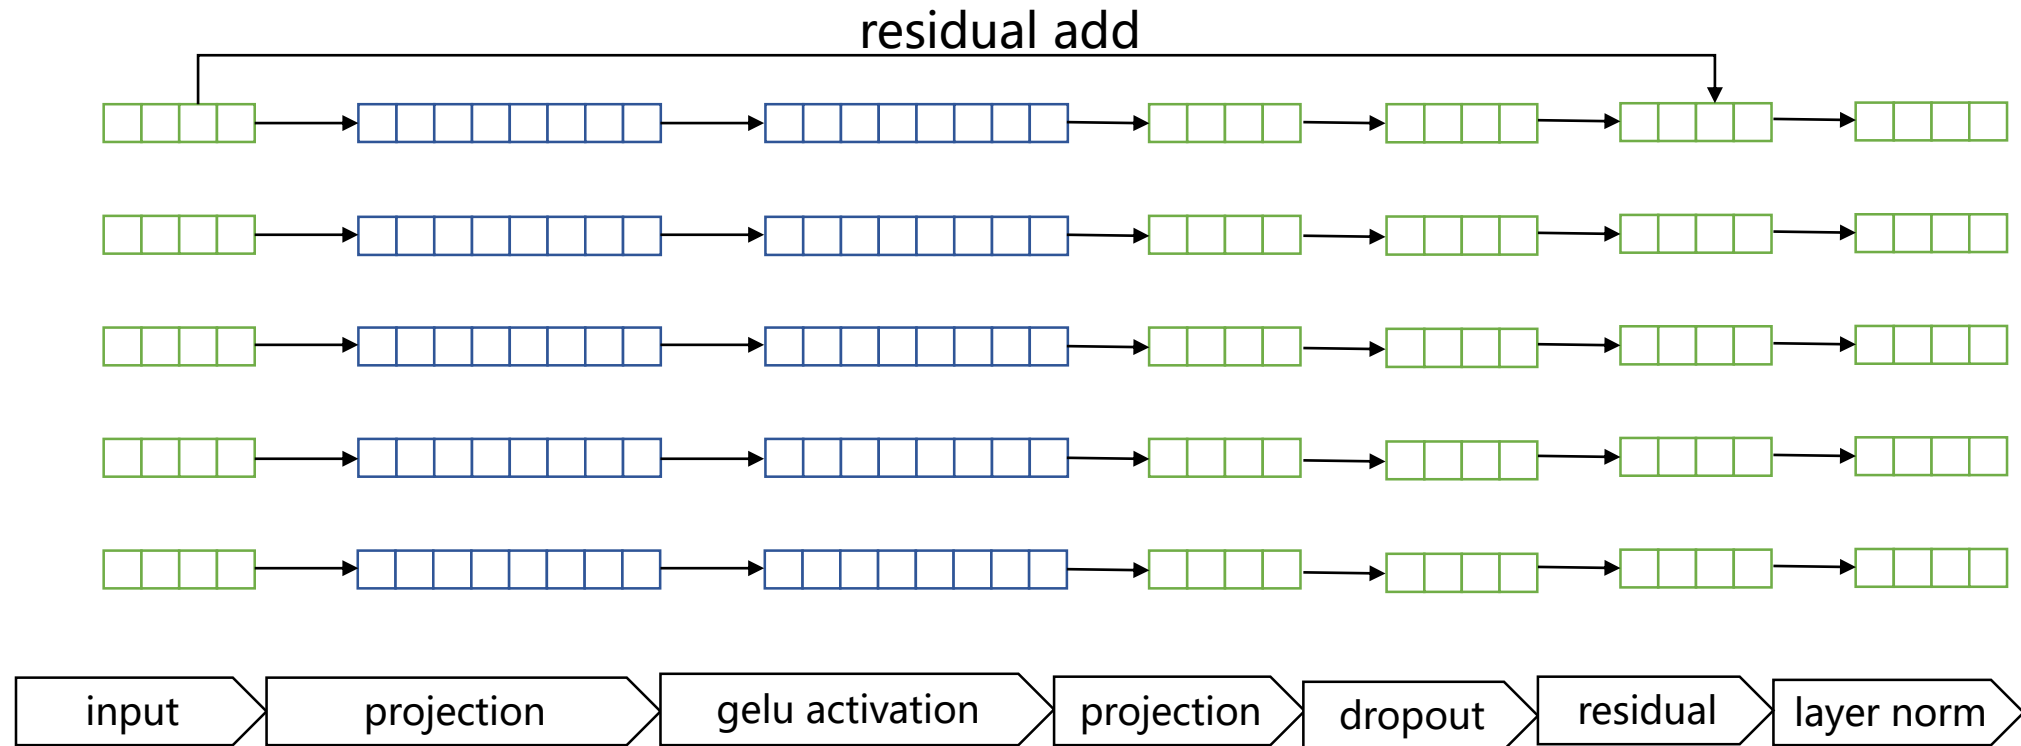 residual add
input
projection
gelu activation
projection
dropout
residual
layer norm